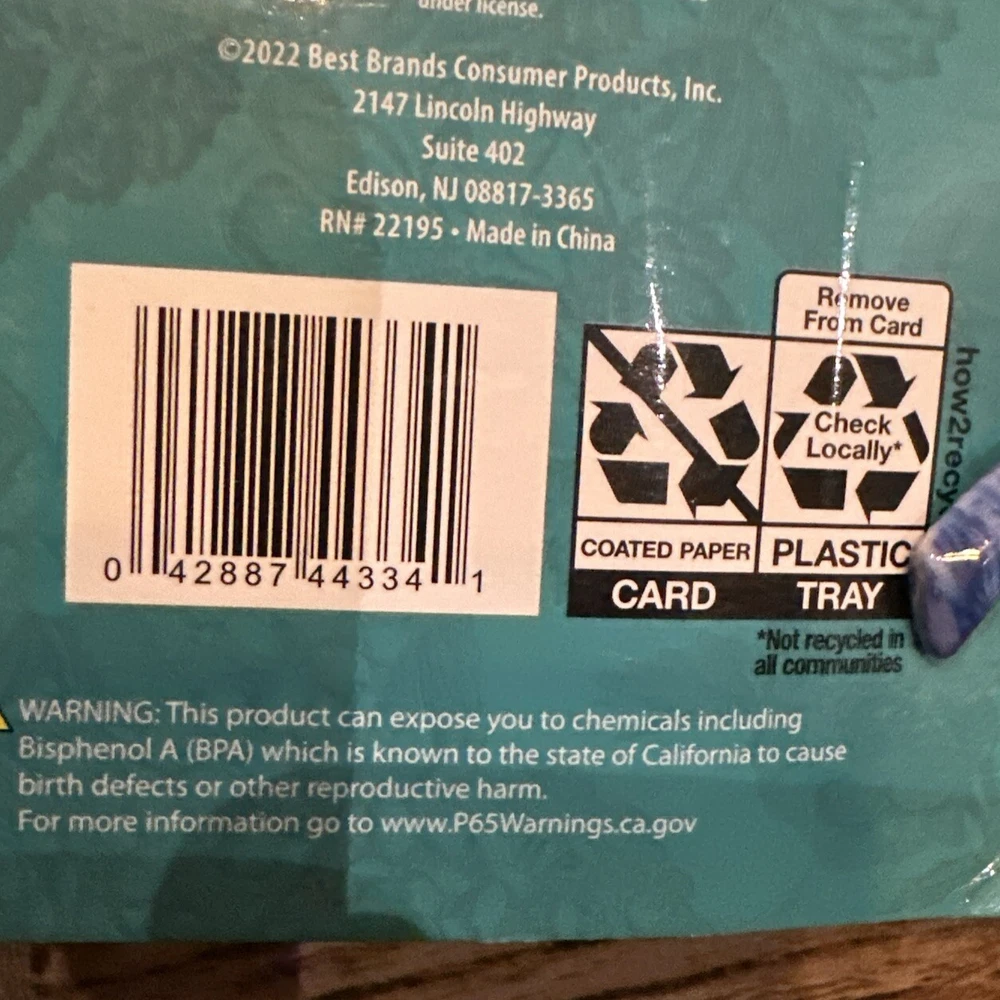 under license.
©2022 Best Brands Consumer Products, Inc.
2147 Lincoln Highway
Suite 402
Edison, NJ 08817-3365
RN# 22195 • Made in China
Remove
From Card
Check
Locally*
how2recy
COATED PAPER
PLASTIC
CARD
TRAY
*Not recycled in
all communities
0 42887 44334 1
WARNING: This product can expose you to chemicals including
Bisphenol A (BPA) which is known to the state of California to cause
birth defects or other reproductive harm.
For more information go to www.P65Warnings.ca.gov